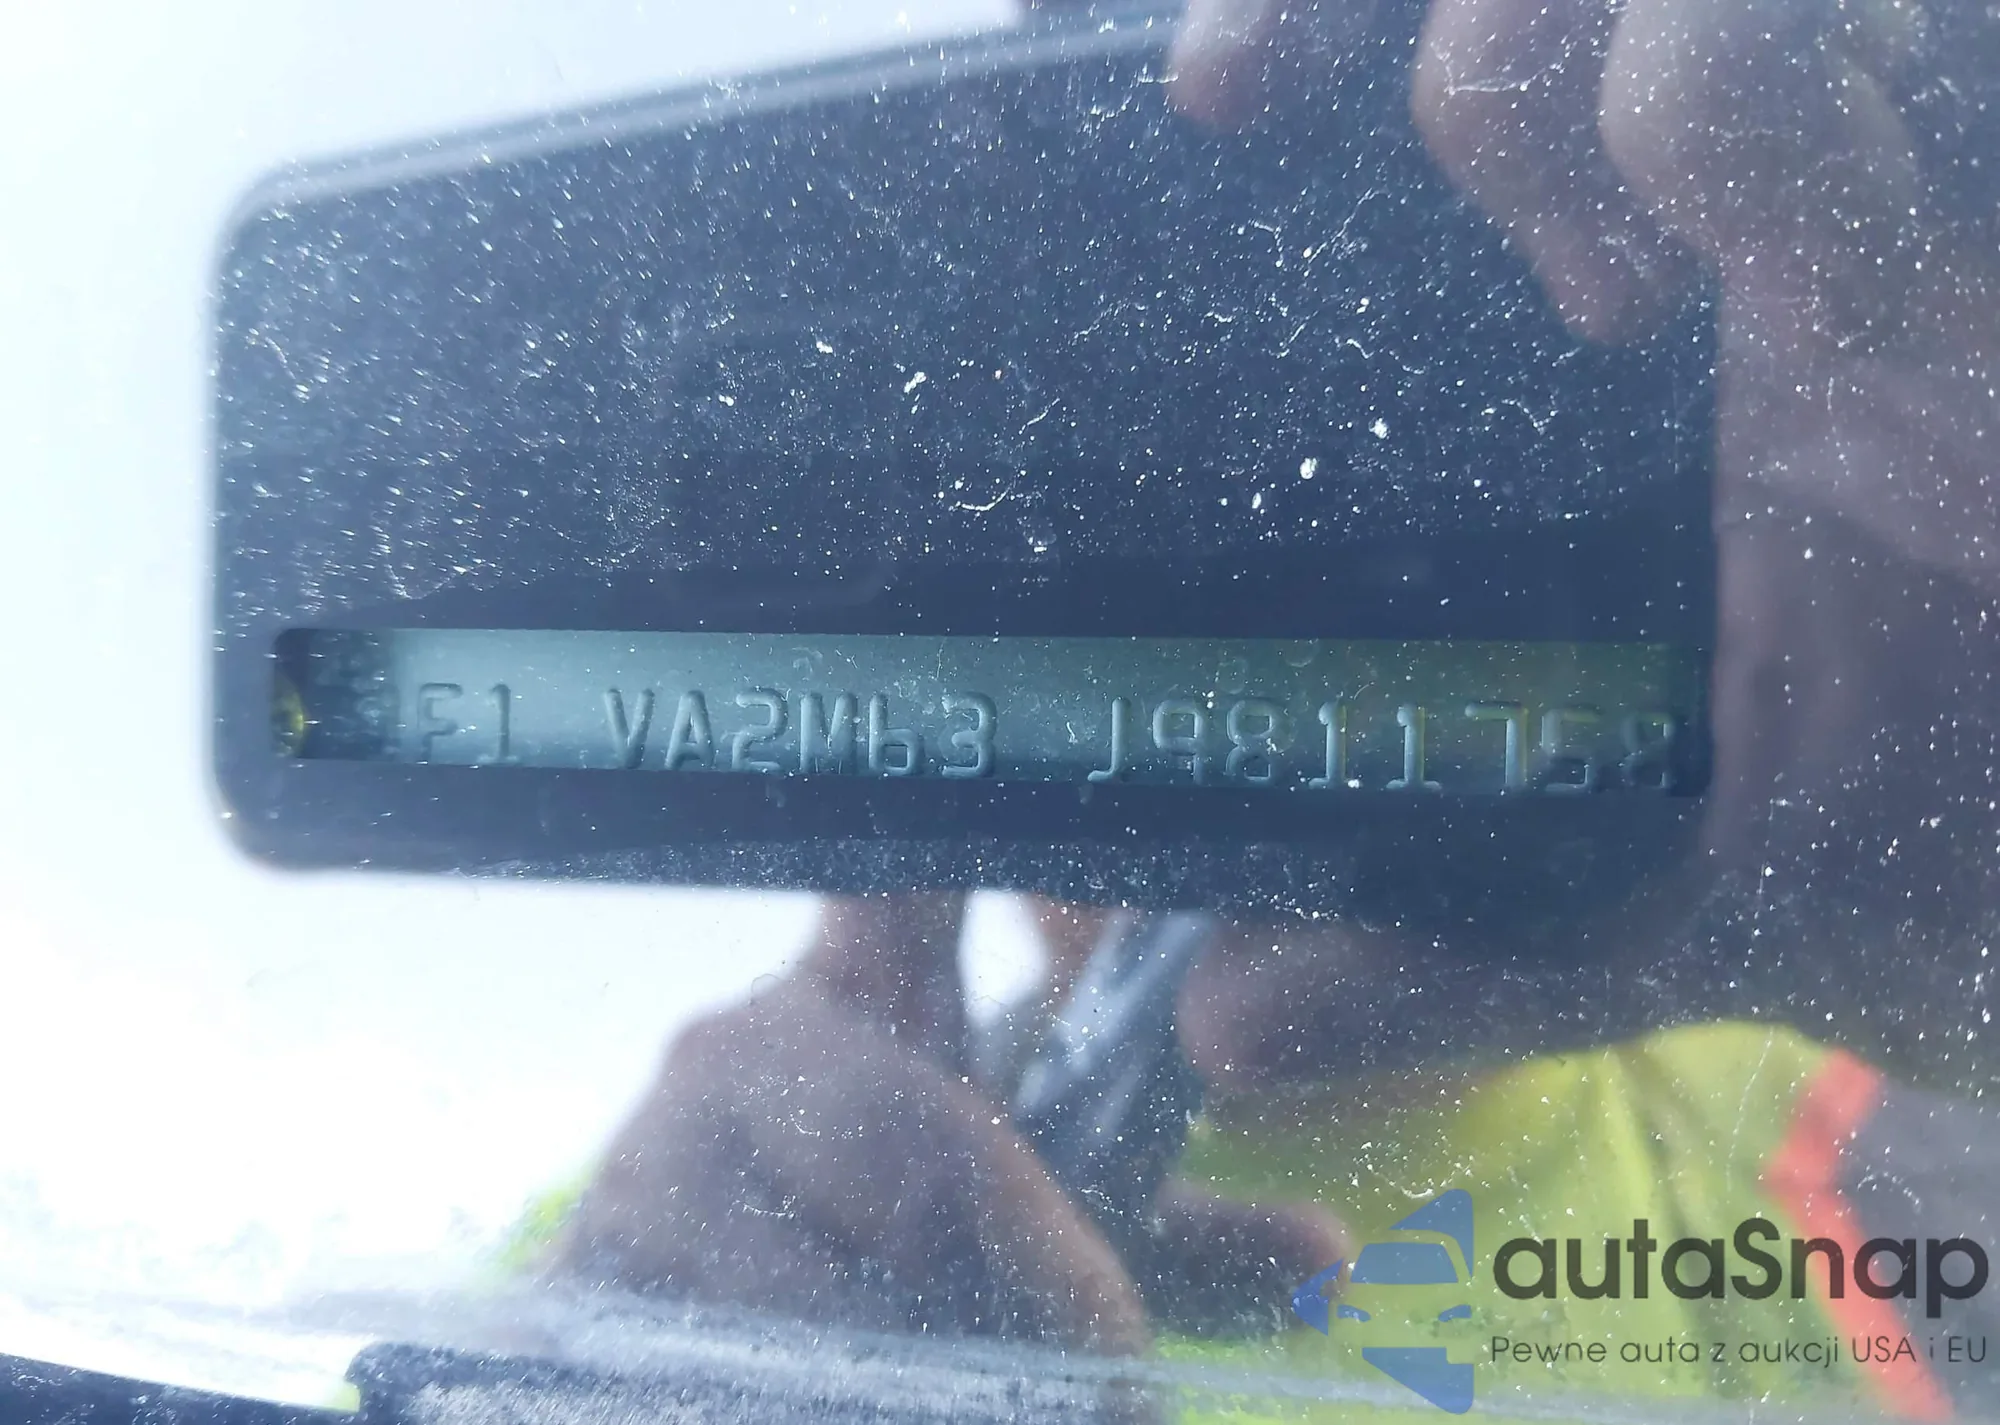 F1 VA2M63 J9811758
autaSnap
Pewne auta z aukcji USA i EU